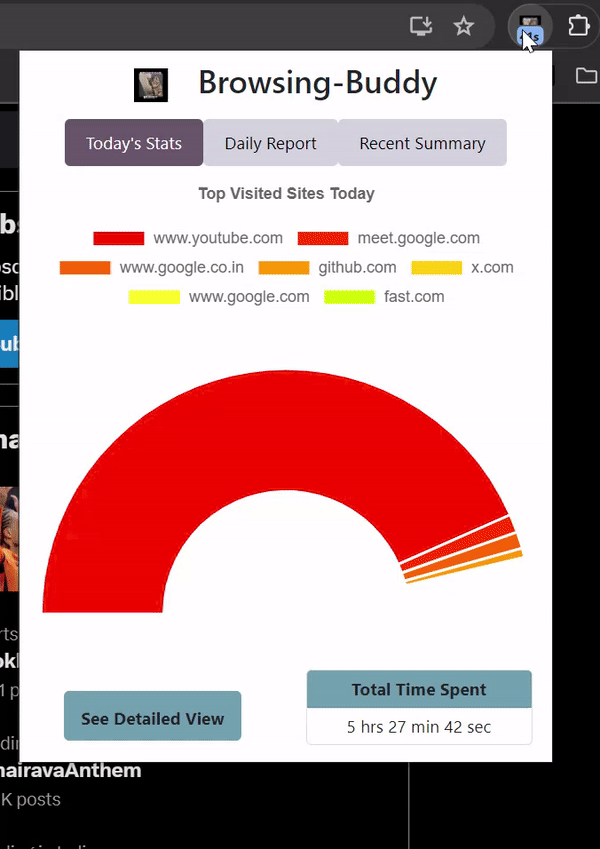 Browsing-Buddy
Today's Stats Daily Report Recent Summary
Top Visited Sites Today
www.youtube.com meet.google.com
www.google.co.in github.com x.com
www.google.com fast.com
See Detailed View
Total Time Spent
5 hrs 27 min 42 sec
nairavaAnthem
K posts